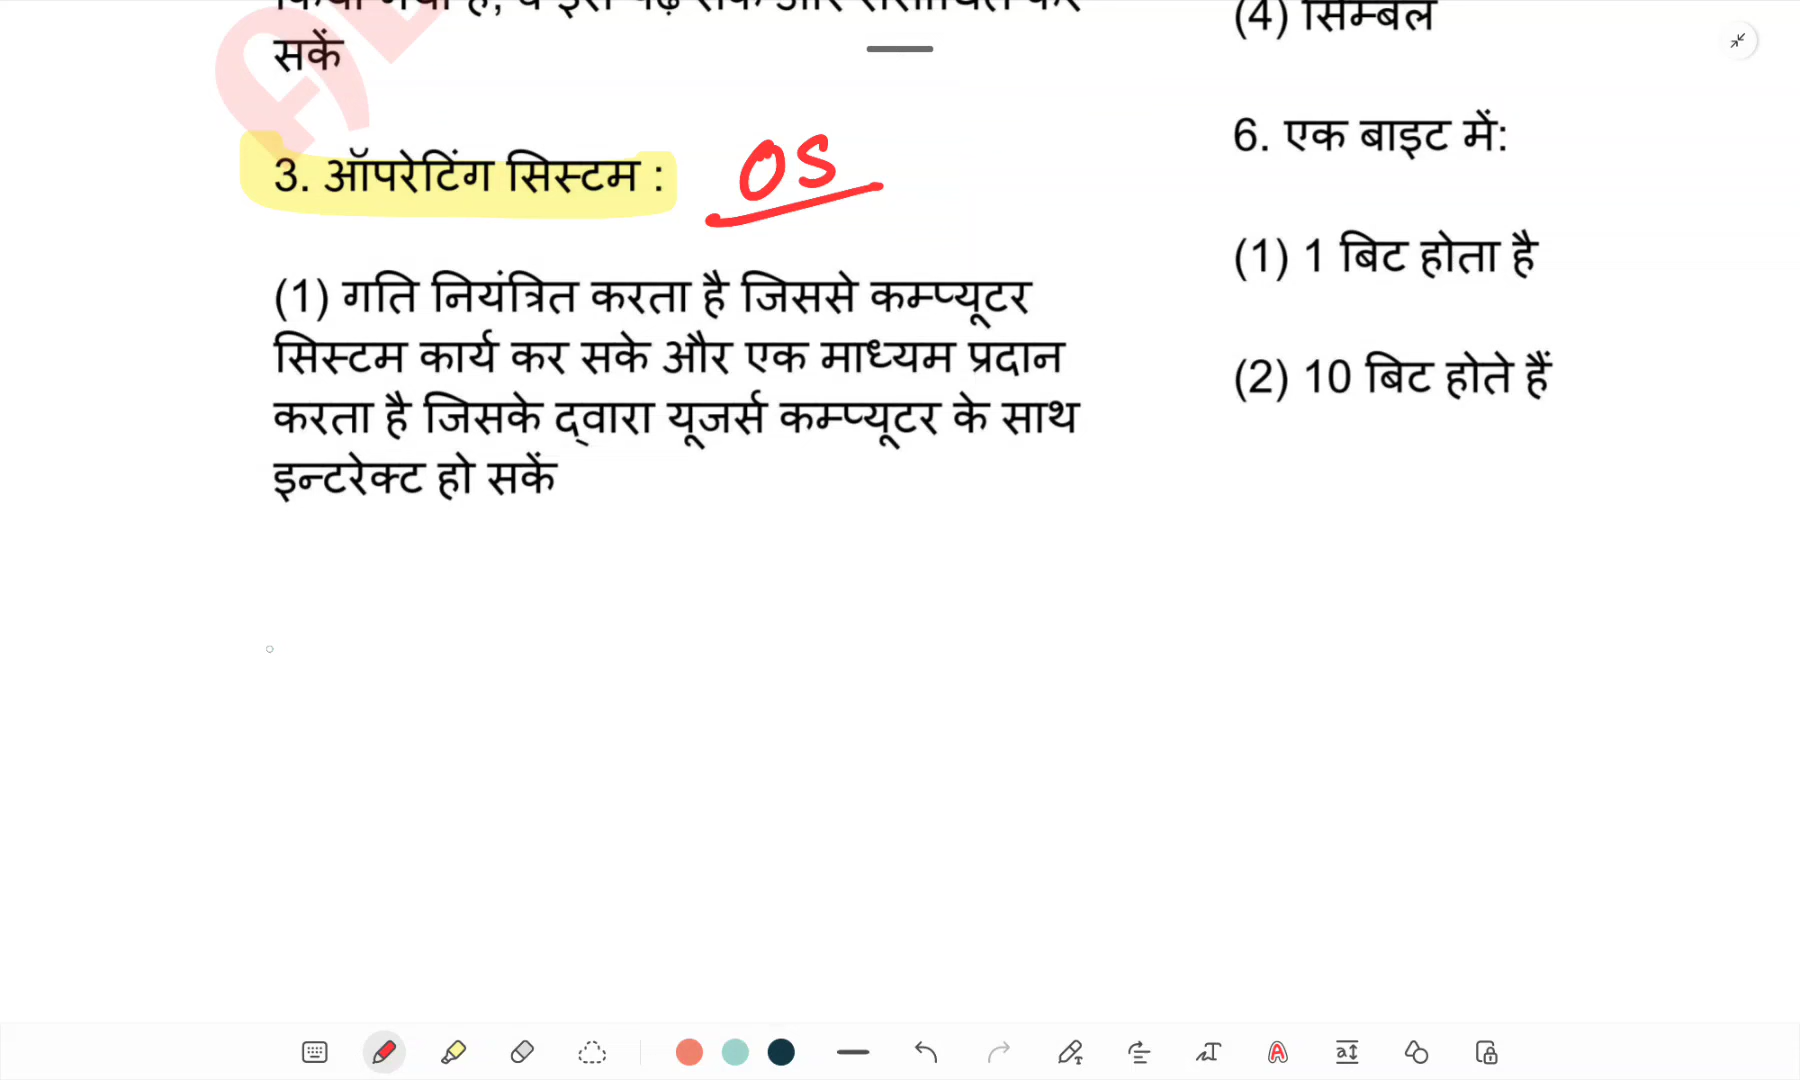 सकें
3. ऑपरेटिंग सिस्टम :
OS
(1) गति नियंत्रित करता है जिससे कम्प्यूटर
सिस्टम कार्य कर सके और एक माध्यम प्रदान
करता है जिसके द्वारा यूजर्स कम्प्यूटर के साथ
इन्टरेक्ट हो सकें
(4) सिम्बल
6. एक बाइट में:
(1) 1 बिट होता है
(2) 10 बिट होते हैं